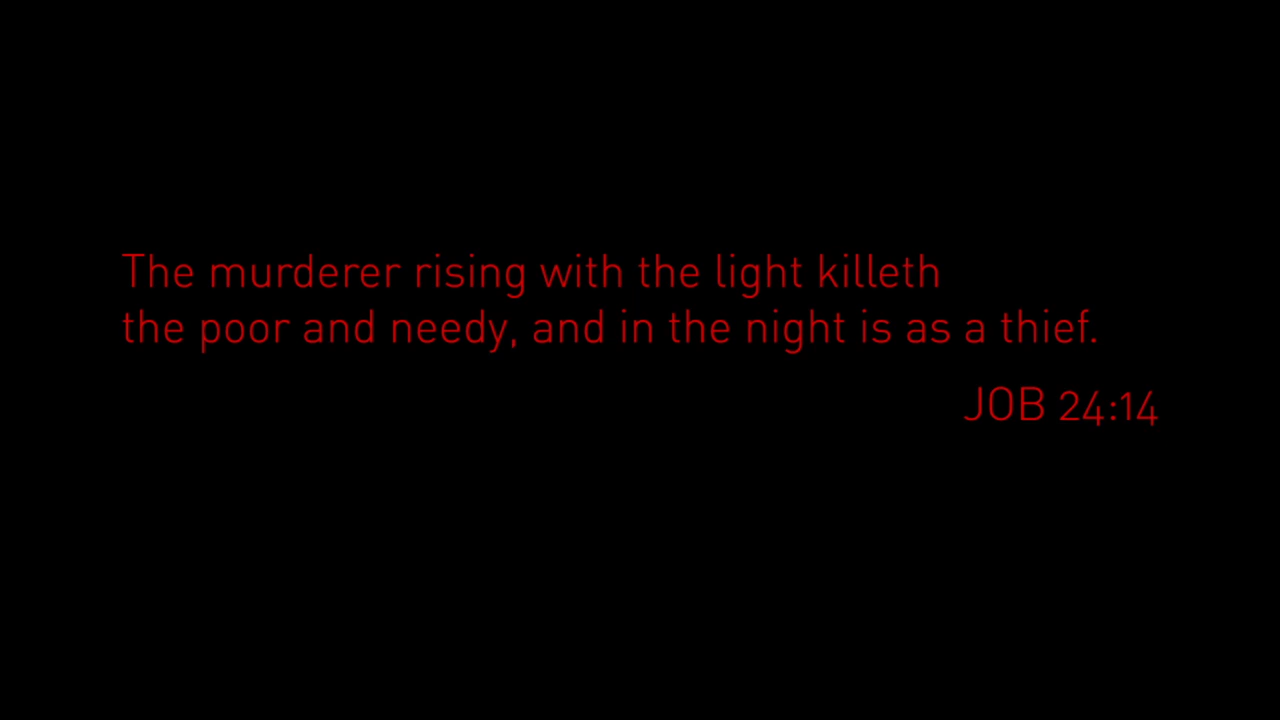 The murderer rising with the light killeth
the poor and needy, and in the night is as a thief.
JOB 24:14